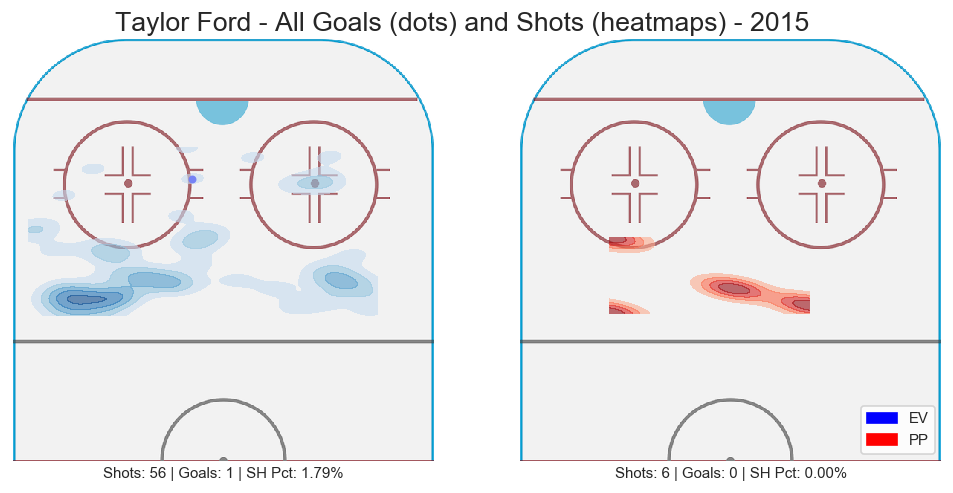 Taylor Ford - All Goals (dots) and Shots (heatmaps) - 2015
EV
PP
Shots: 56 | Goals: 1 | SH Pct: 1.79%
Shots: 6 | Goals: 0 | SH Pct: 0.00%